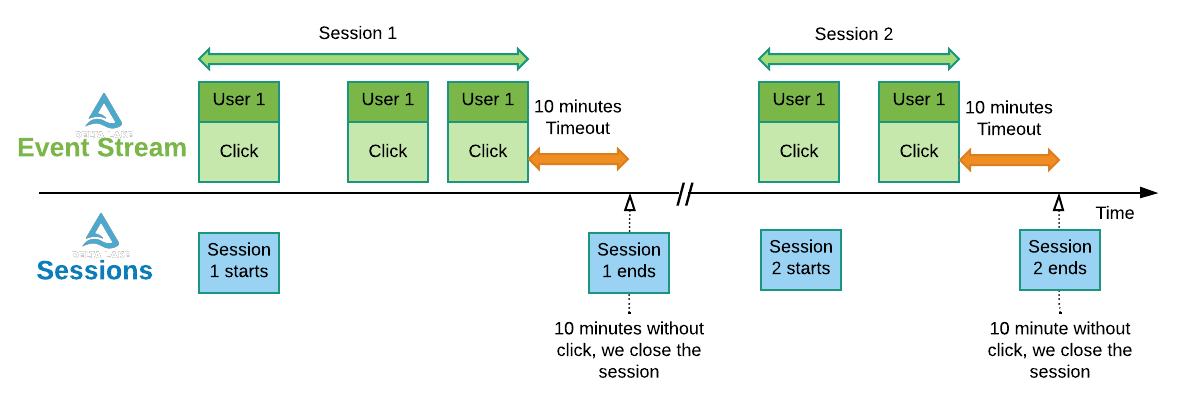 Session 1
Session 2
User 1
User 1
User 1
User 1
User 1
10 minutes
Timeout
10 minutes
Timeout
DELTA LAKE
Event Stream
Click
Click
Click
Click
Click
Time
DELTA LAKE
Sessions
Session
1 starts
Session
1 ends
Session
2 starts
Session
2 ends
10 minutes without
click, we close the
session
10 minute without
click, we close the
session